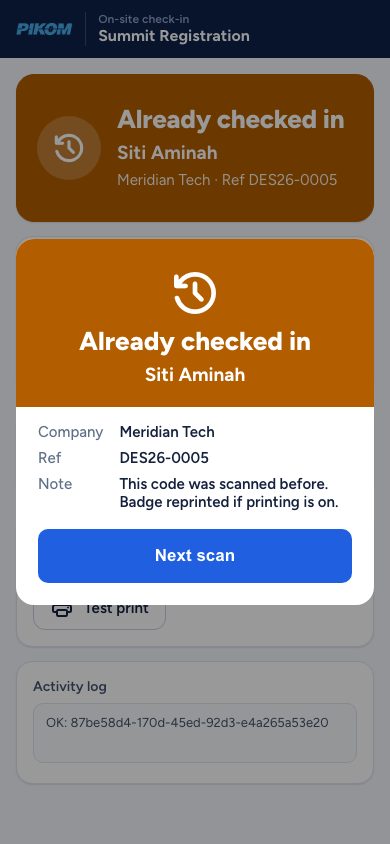 PIKOM
On-site check-in
Summit Registration
Already checked in
Siti Aminah
Meridian Tech · Ref DES26-0005
Already checked in
Siti Aminah
Company Meridian Tech
Ref DES26-0005
Note This code was scanned before.
Badge reprinted if printing is on.
Next scan
Test print
Activity log
OK: 87be58d4-170d-45ed-92d3-e4a265a53e20